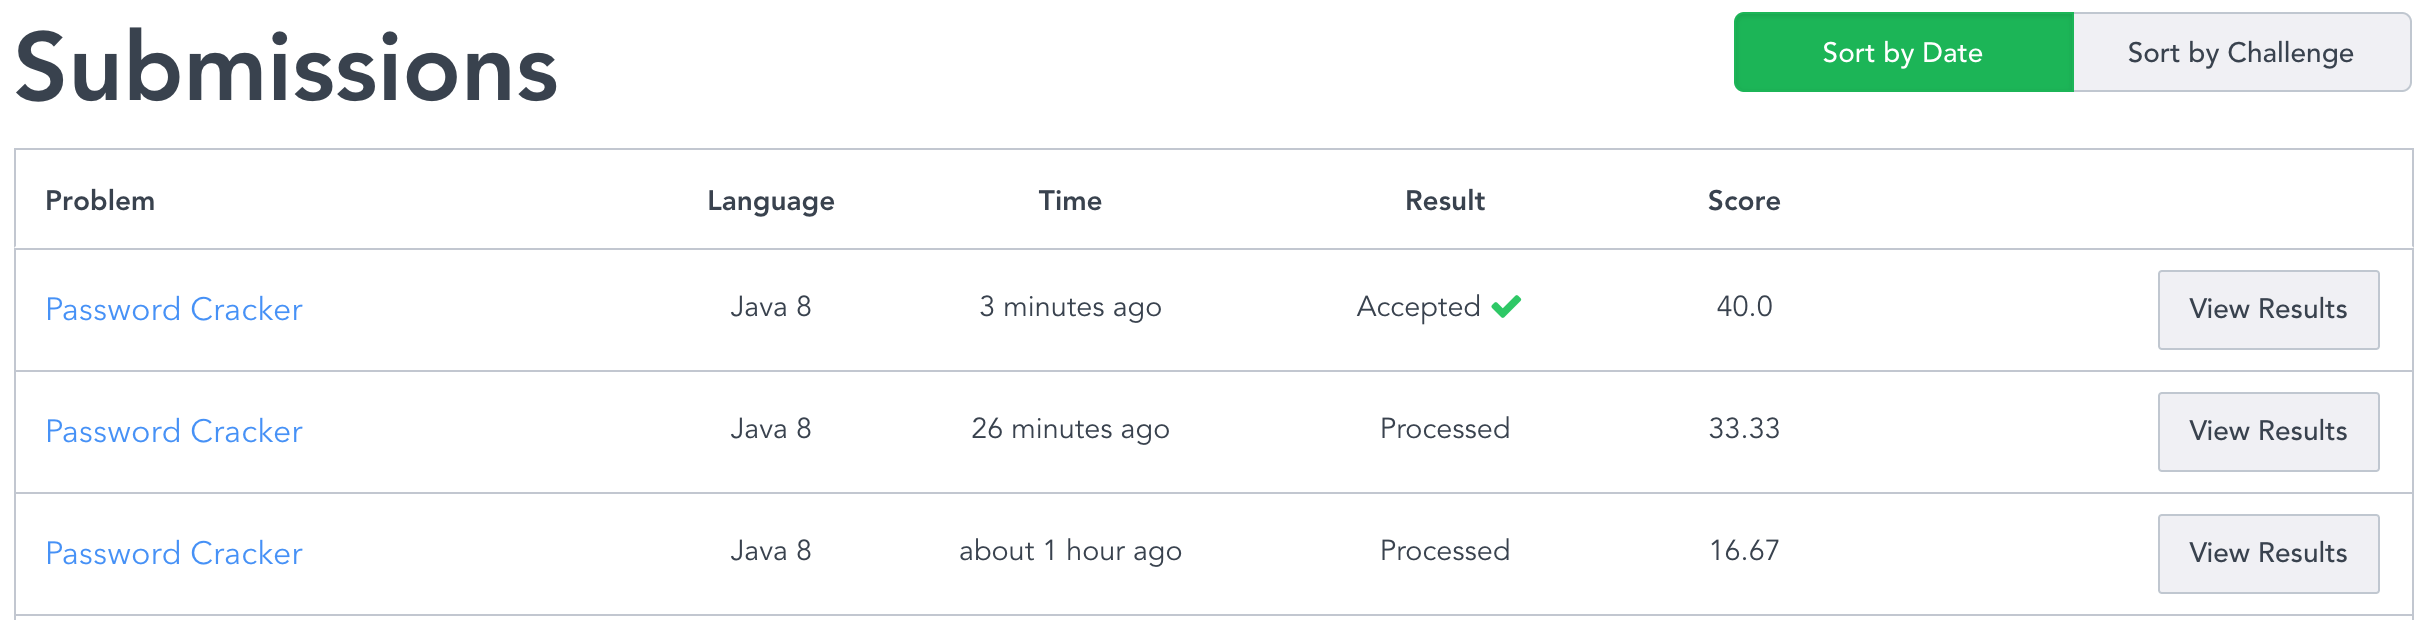 Submissions
Sort by Date
Sort by Challenge
Problem Language Time Result Score
Password Cracker Java 8 3 minutes ago Accepted 40.0 View Results
Password Cracker Java 8 26 minutes ago Processed 33.33 View Results
Password Cracker Java 8 about 1 hour ago Processed 16.67 View Results